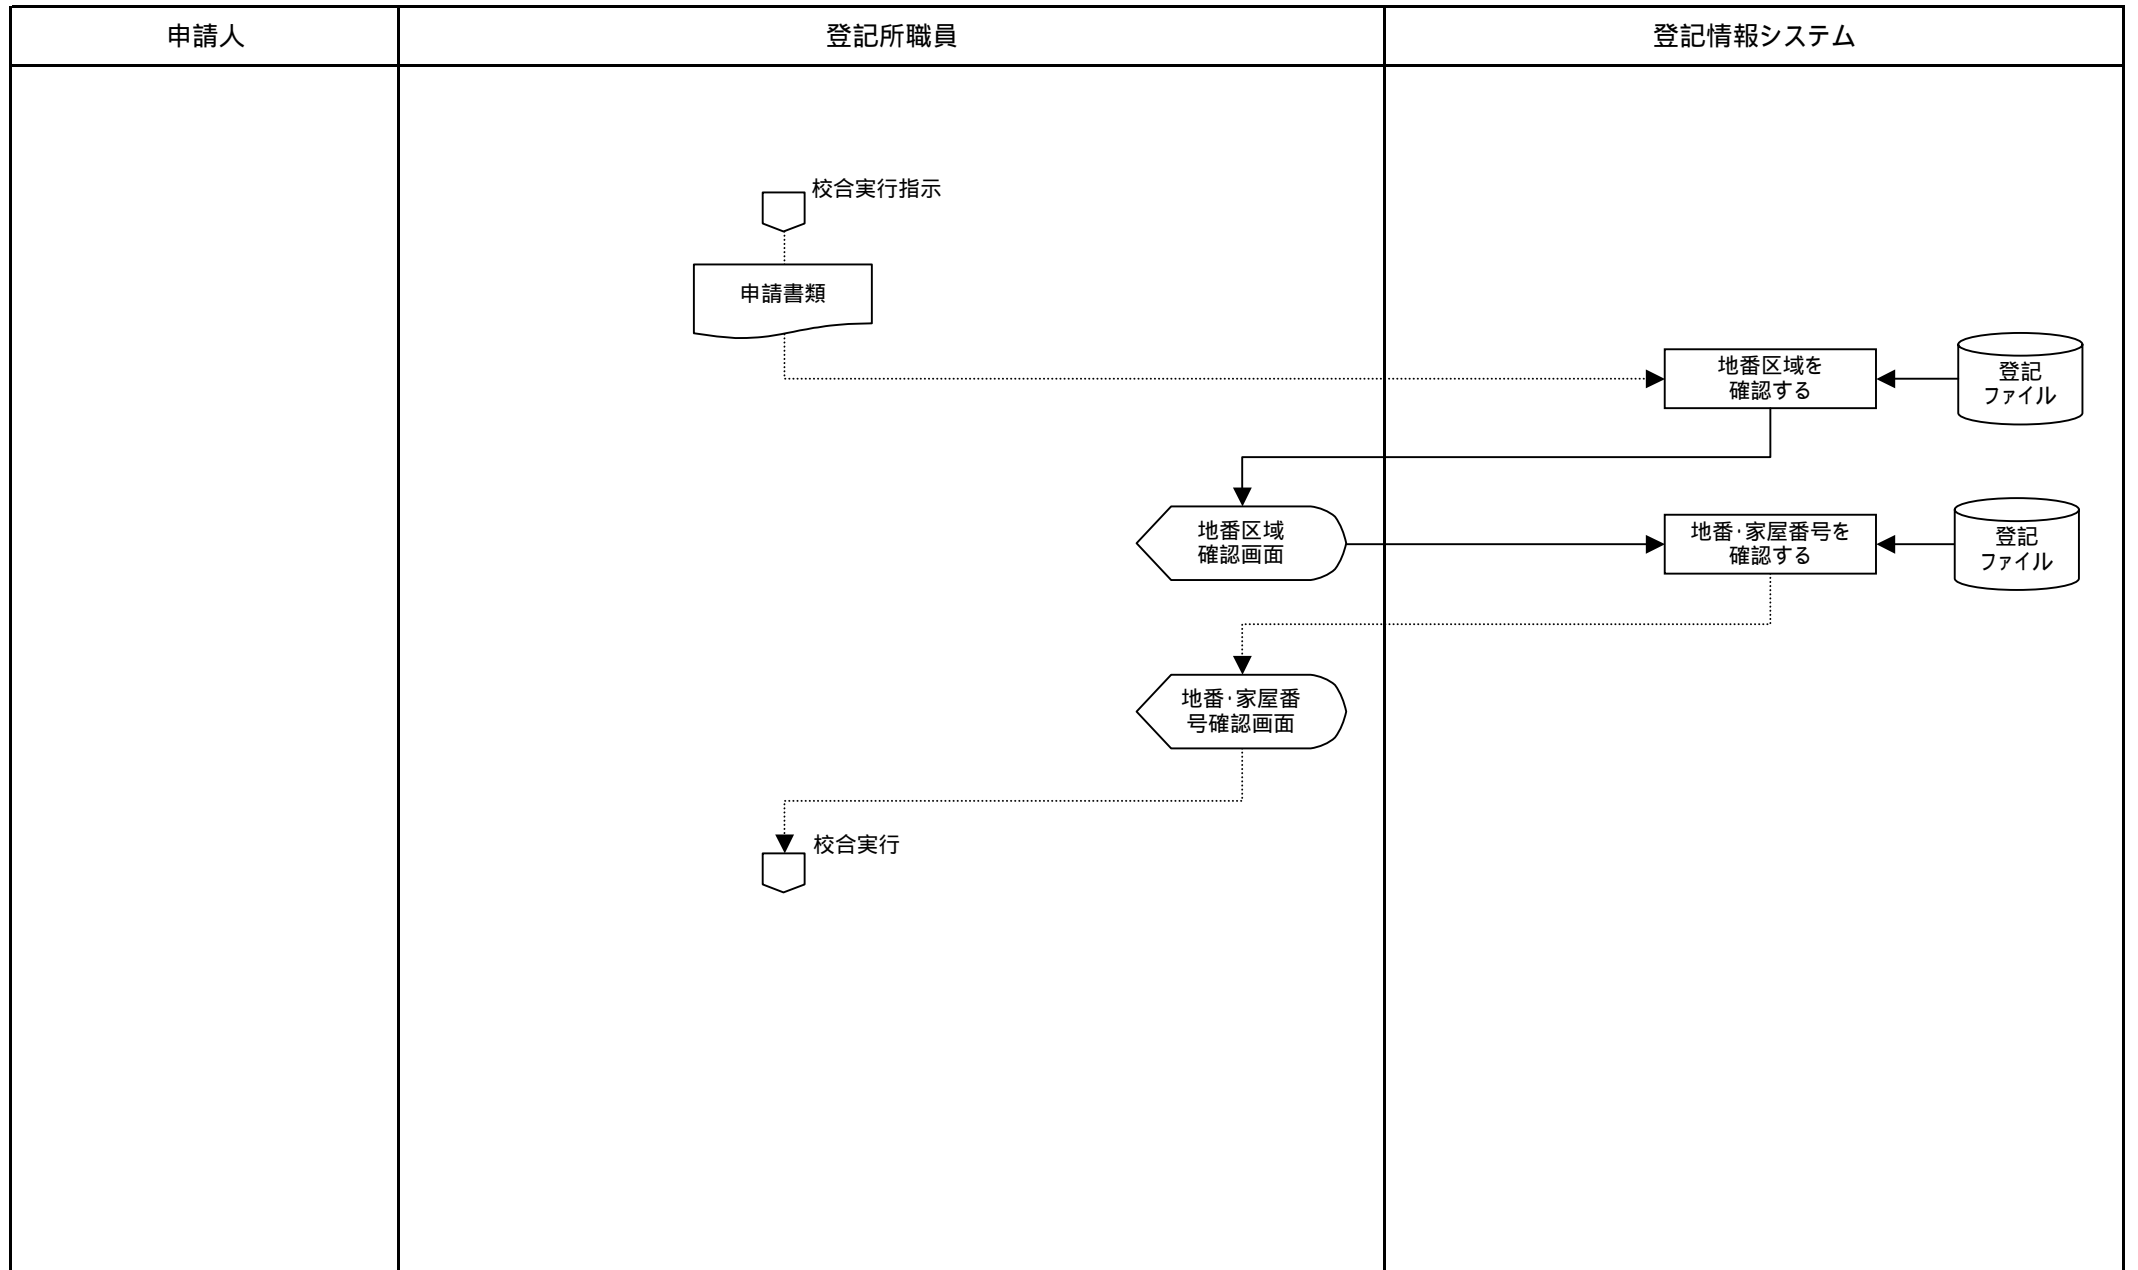 申請人
登記所職員
登記情報システム
校合実行指示
申請書類
地番区域を
確認する
登記
ファイル
地番区域
確認画面
地番・家屋番号を
確認する
登記
ファイル
地番・家屋番
号確認画面
校合実行